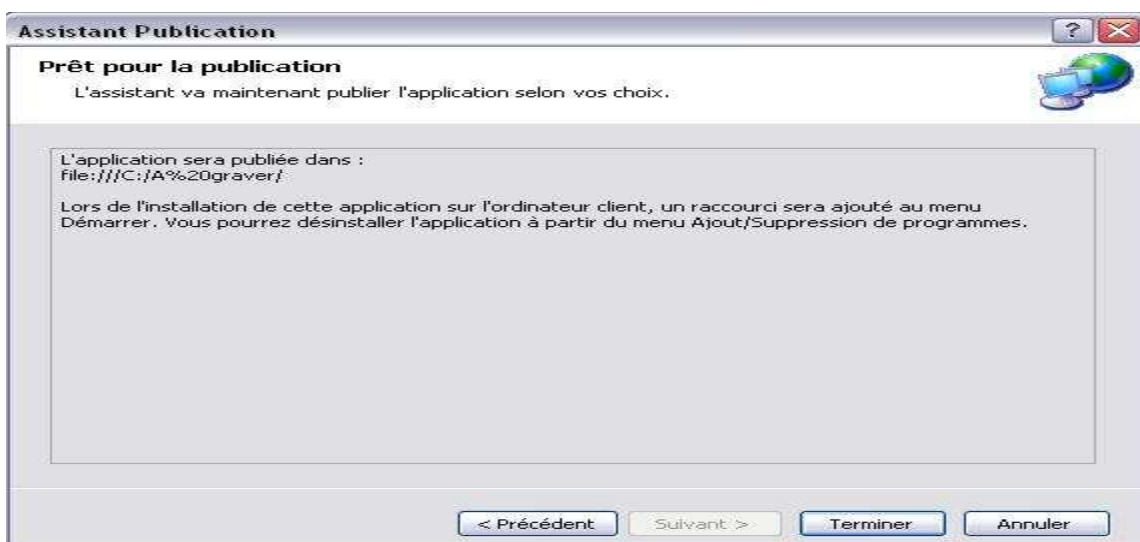 Assistant Publication
?
Prêt pour la publication
L'assistant va maintenant publier l'application selon vos choix.
L'application sera publiée dans :
file:///C:/A%20graver/
Lors de l'installation de cette application sur l'ordinateur client, un raccourci sera ajouté au menu
Démarrer. Vous pourrez désinstaller l'application à partir du menu Ajout/Suppression de programmes.
< Précédent Suivant > Terminer Annuler